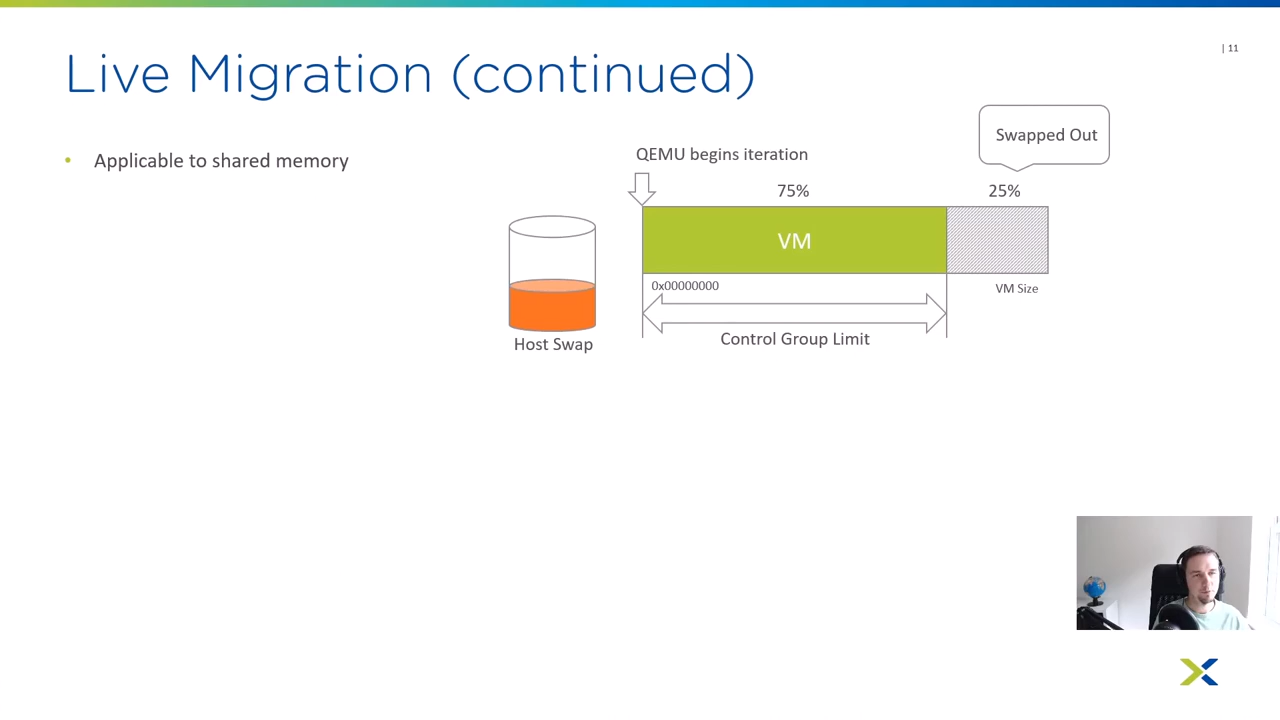 Live Migration (continued)
| 11
• Applicable to shared memory
Swapped Out
QEMU begins iteration
75%
25%
VM
0x00000000
VM Size
Control Group Limit
Host Swap